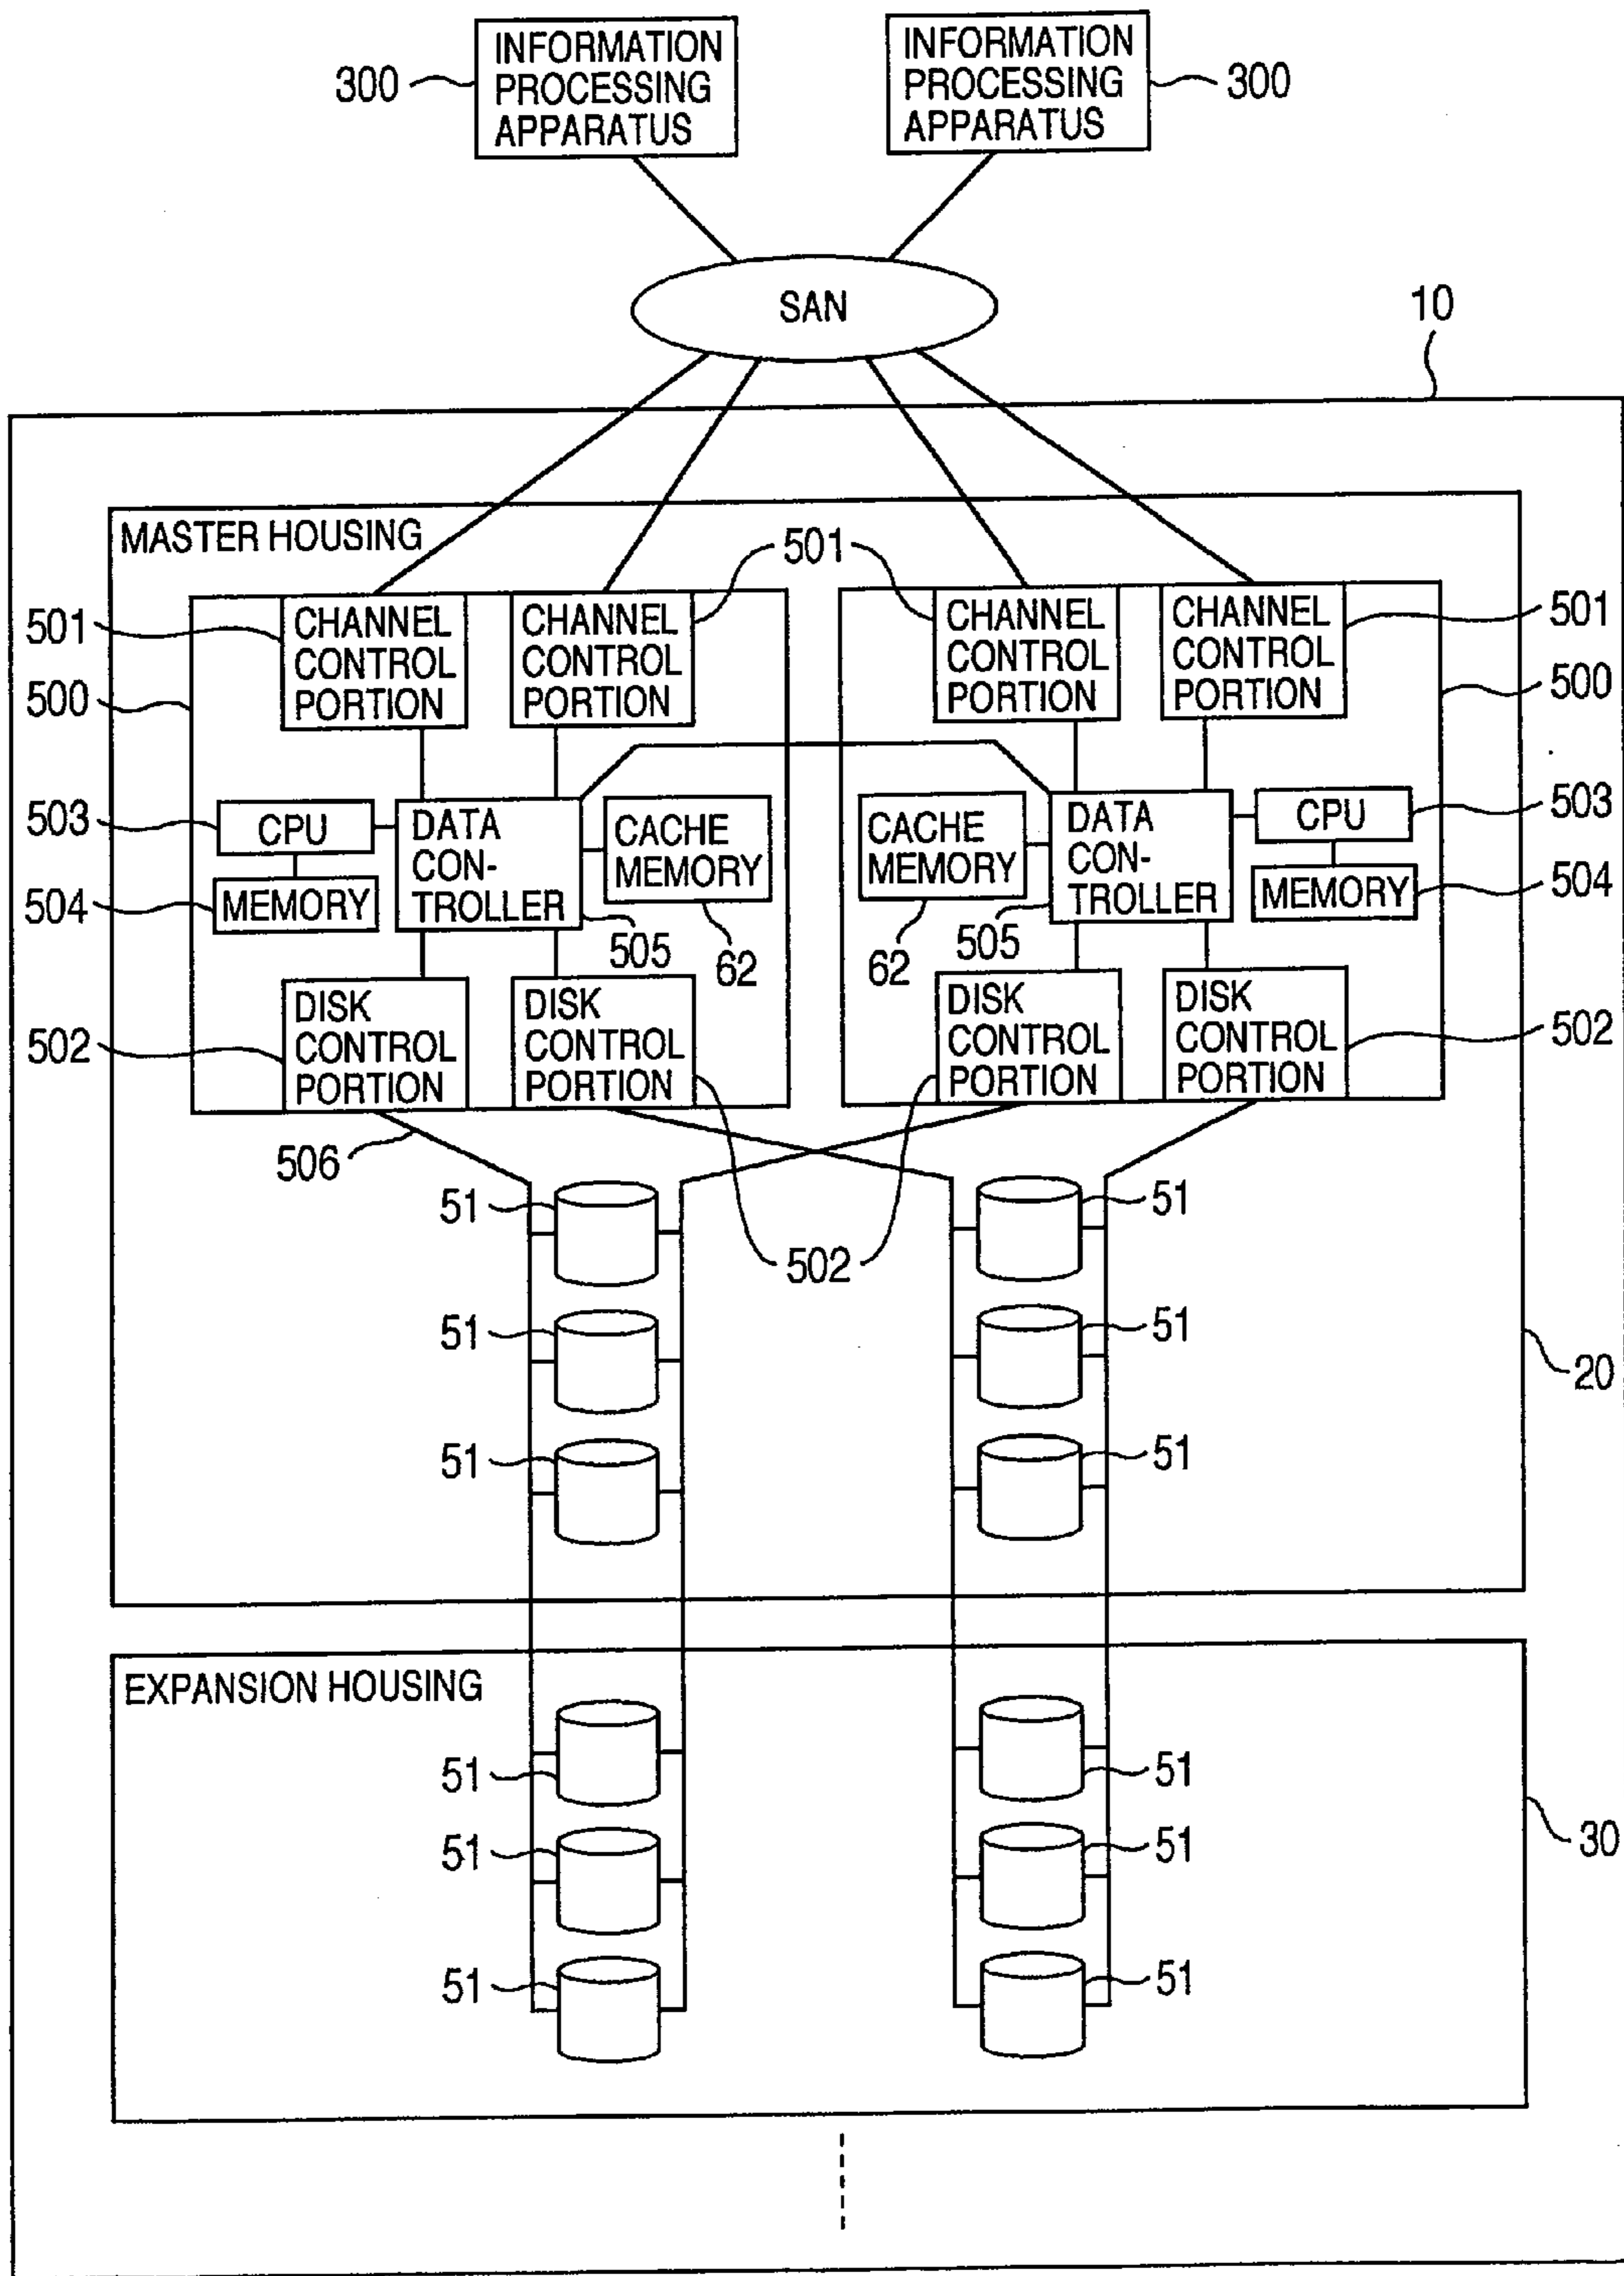 INFORMATION
PROCESSING
APPARATUS
300
INFORMATION
PROCESSING
APPARATUS
300
SAN
10
MASTER HOUSING
501
501
CHANNEL
CONTROL
PORTION
CHANNEL
CONTROL
PORTION
CHANNEL
CONTROL
PORTION
CHANNEL
CONTROL
PORTION
501
500
500
503
CPU
DATA
CON-
TROLLER
CACHE
MEMORY
CACHE
MEMORY
DATA
CON-
TROLLER
CPU
503
504
MEMORY
MEMORY
504
505
62
62
505
502
DISK
CONTROL
PORTION
DISK
CONTROL
PORTION
DISK
CONTROL
PORTION
DISK
CONTROL
PORTION
502
506
51
51
502
51
51
20
51
51
EXPANSION HOUSING
51
51
51
51
30
51
51